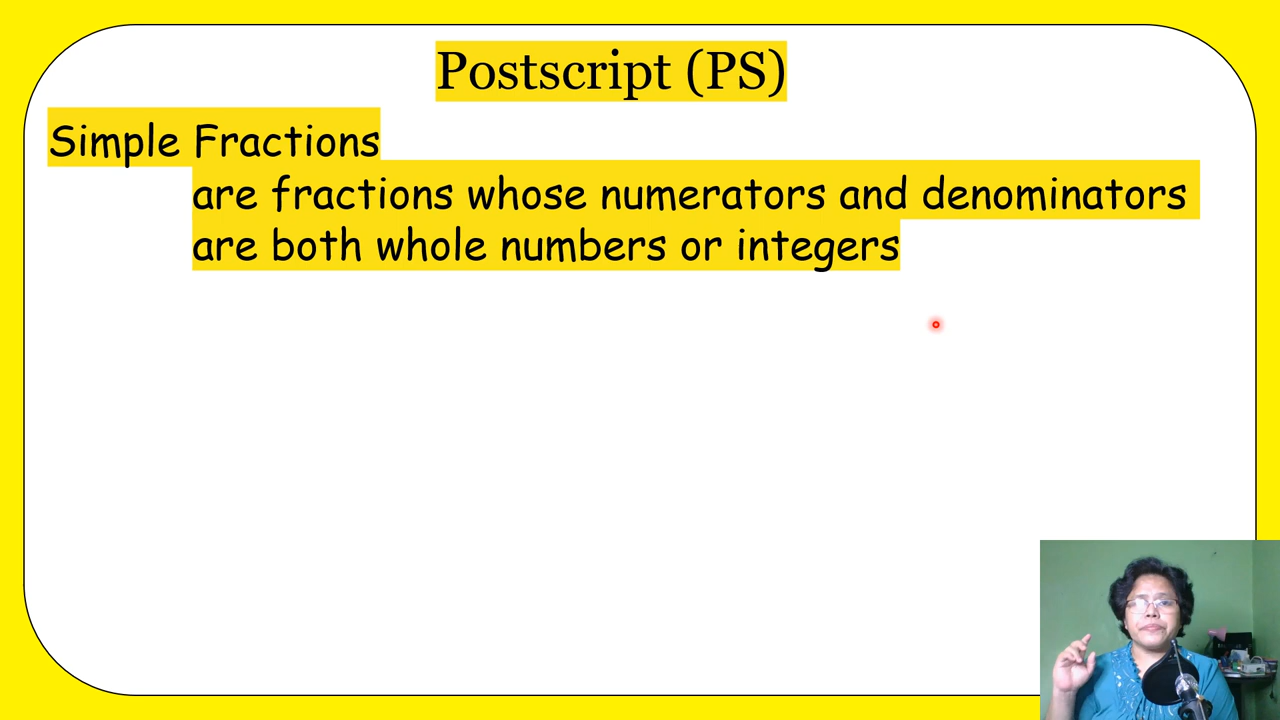 Postscript (PS)
Simple Fractions
are fractions whose numerators and denominators
are both whole numbers or integers